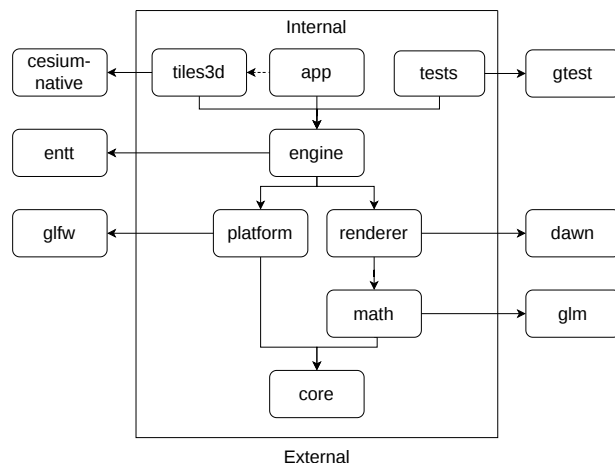 Internal
cesium-
native
tiles3d
app
tests
gtest
entt
engine
glfw
platform
renderer
dawn
math
glm
core
External